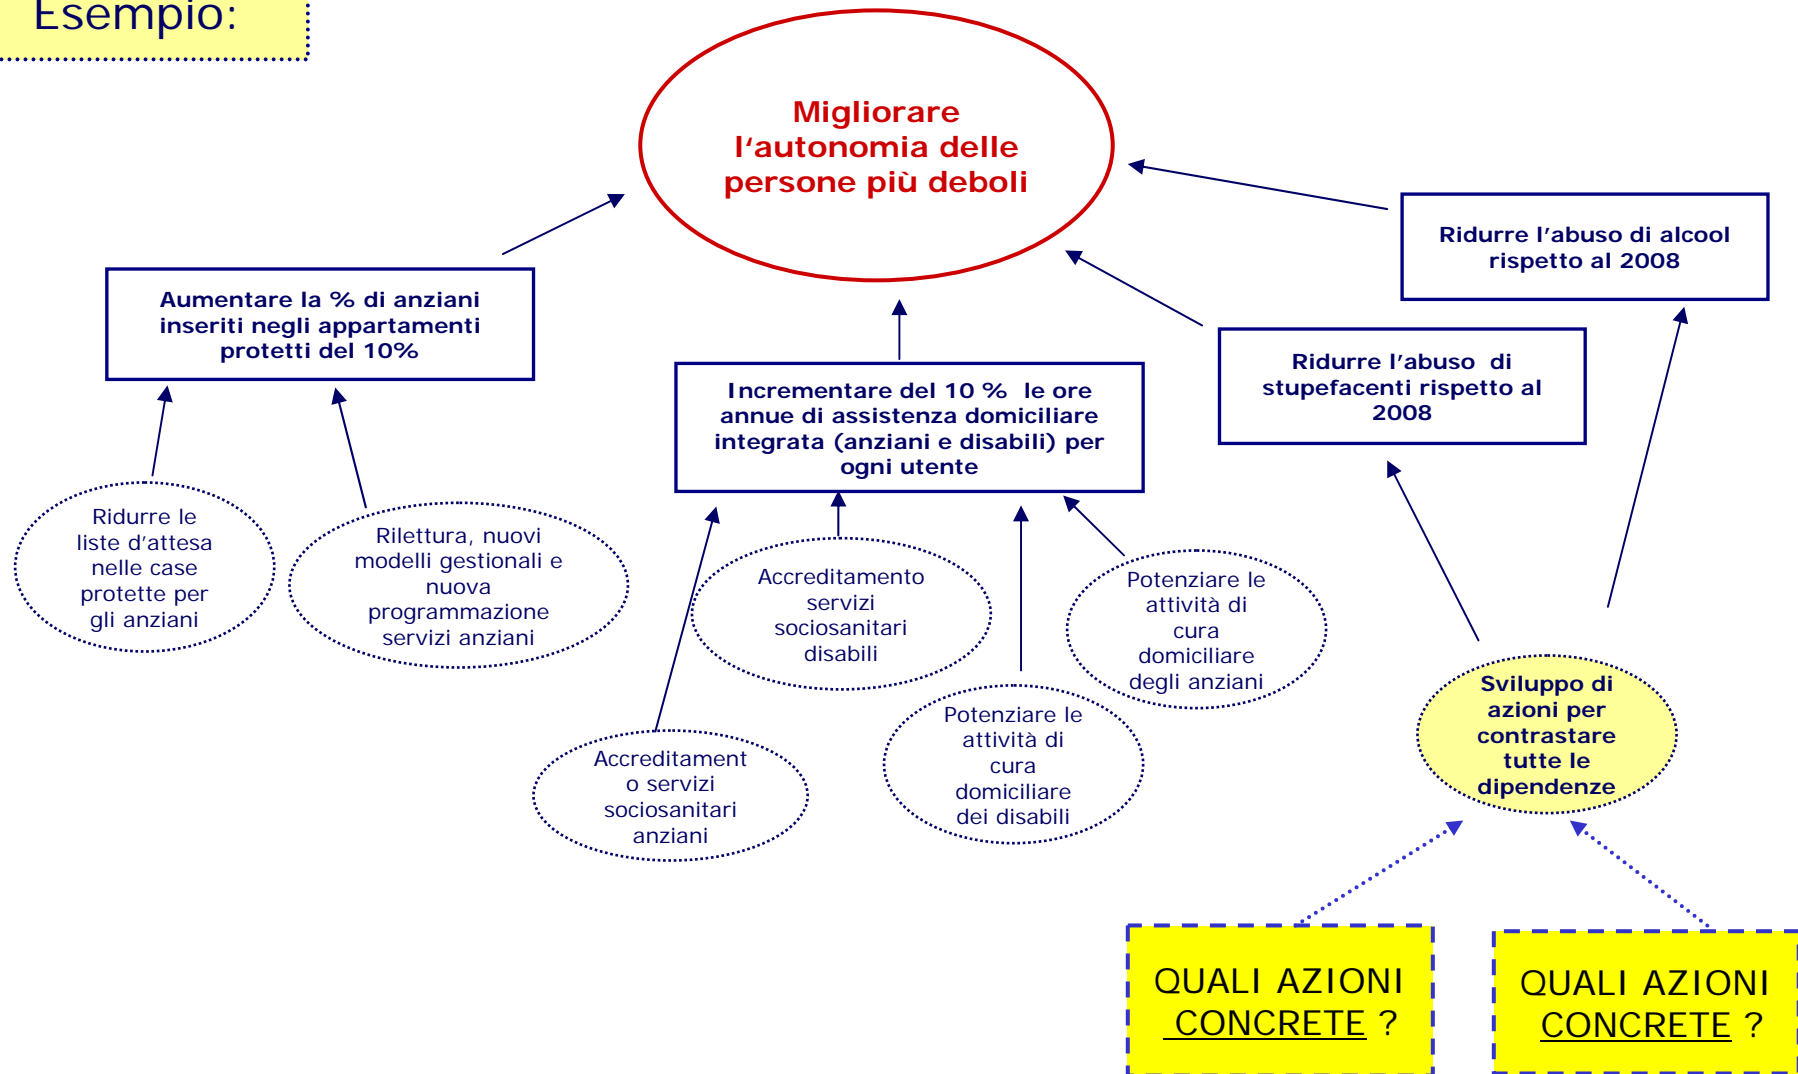 Esempio:
Migliorare
l‘autonomia delle
persone più deboli
Ridurre l’abuso di alcool
rispetto al 2008
Aumentare la % di anziani
inseriti negli appartamenti
protetti del 10%
Ridurre l’abuso  di
stupefacenti rispetto al
2008
Incrementare del 10 %  le ore
annue di assistenza domiciliare
integrata (anziani e disabili) per
ogni utente
Ridurre le
liste d’attesa
nelle case
protette per
gli anziani
Rilettura, nuovi
modelli gestionali e
nuova
programmazione
servizi anziani
Accreditamento
servizi
sociosanitari
disabili
Potenziare le
attività di
cura
domiciliare
degli anziani
Accreditament
o servizi
sociosanitari
anziani
Potenziare le
attività di
cura
domiciliare
dei disabili
Sviluppo di
azioni per
contrastare
tutte le
dipendenze
QUALI AZIONI
CONCRETE ?
QUALI AZIONI
CONCRETE ?